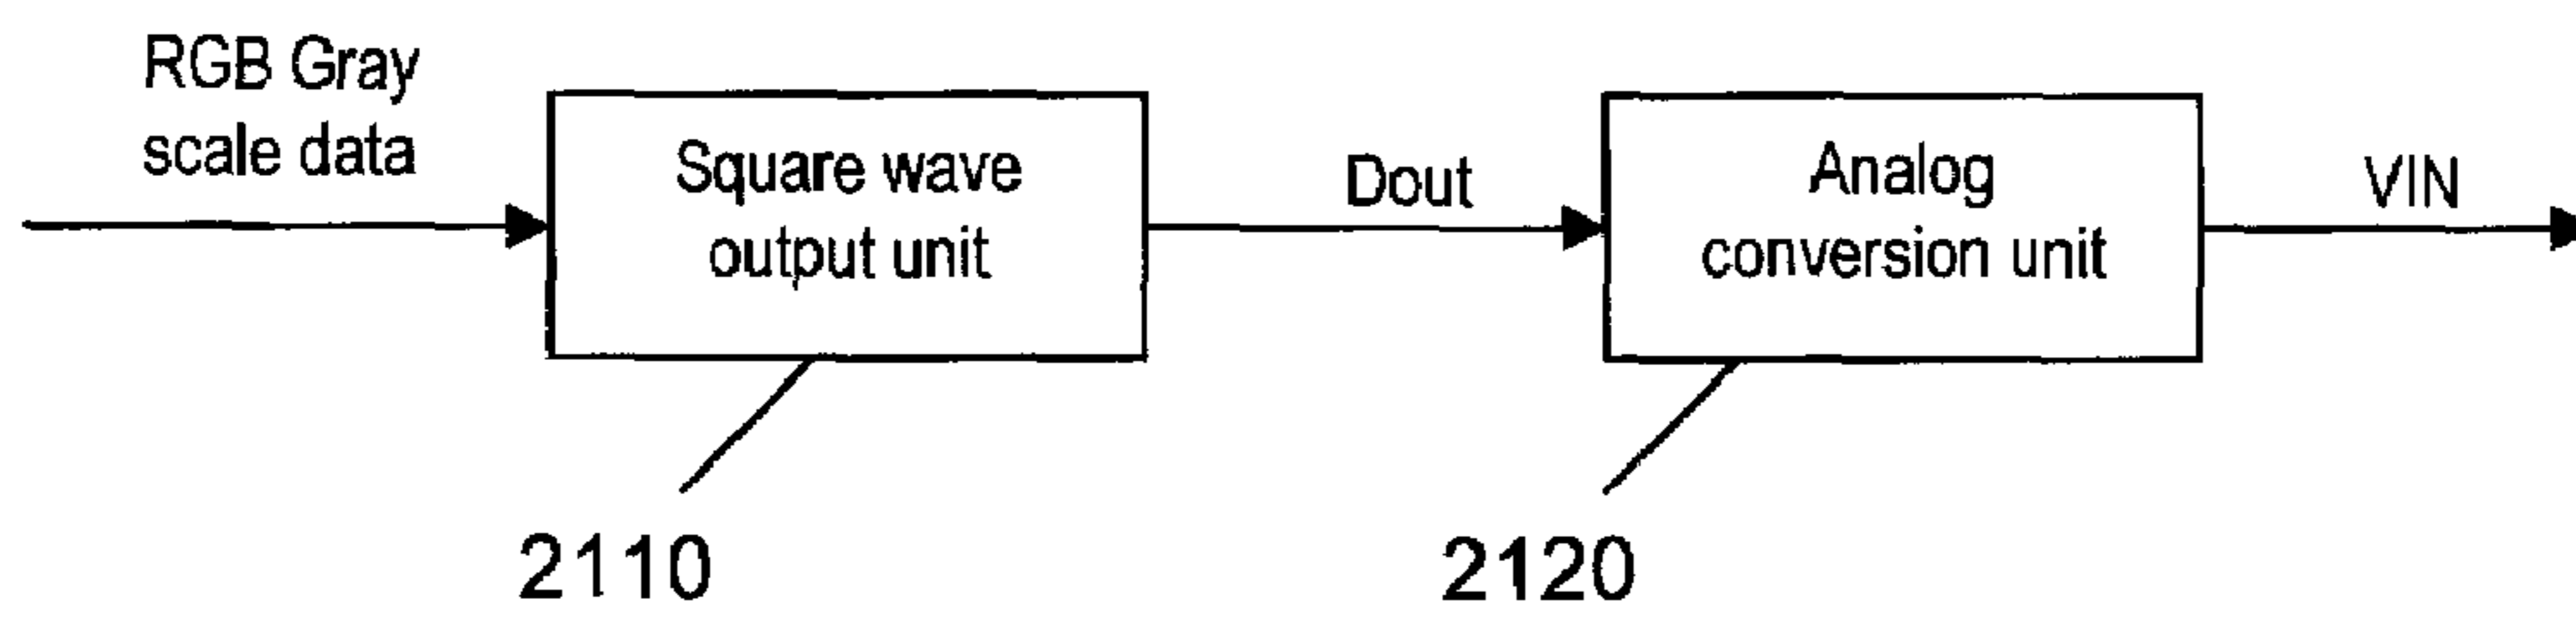 RGB Gray
scale data
Square wave
output unit
Dout
Analog
conversion unit
VIN
2110
2120